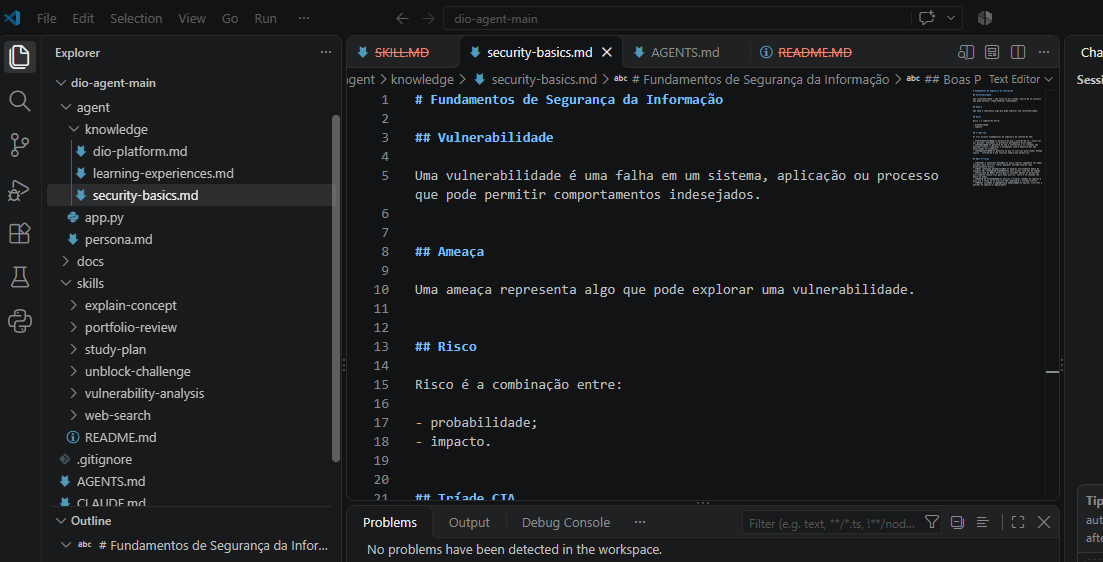 File Edit Selection View Go Run ···
dio-agent-main
Explorer
dio-agent-main
agent
knowledge
dio-platform.md
learning-experiences.md
security-basics.md
app.py
persona.md
docs
skills
explain-concept
portfolio-review
study-plan
unblock-challenge
vulnerability-analysis
web-search
README.md
.gitignore
AGENTS.md
CLAUDE.md
Outline
abc # Fundamentos de Segurança da Infor...
SKILL.MD security-basics.md AGENTS.md README.MD
agent > knowledge > security-basics.md > abc # Fundamentos de Segurança da Informação > abc ## Boas P Text Editor
1 # Fundamentos de Segurança da Informação
2
3 ## Vulnerabilidade
4
5 Uma vulnerabilidade é uma falha em um sistema, aplicação ou processo
que pode permitir comportamentos indesejados.
6
7
8 ## Ameaça
9
10 Uma ameaça representa algo que pode explorar uma vulnerabilidade.
11
12
13 ## Risco
14
15 Risco é a combinação entre:
16
17 - probabilidade;
18 - impacto.
19
20
21 ## Tríade CIA
Problems Output Debug Console ···
Filter (e.g. text, **/*.ts, !**/nod...
No problems have been detected in the workspace.
Cha
Sessi
Tip
aut
afte